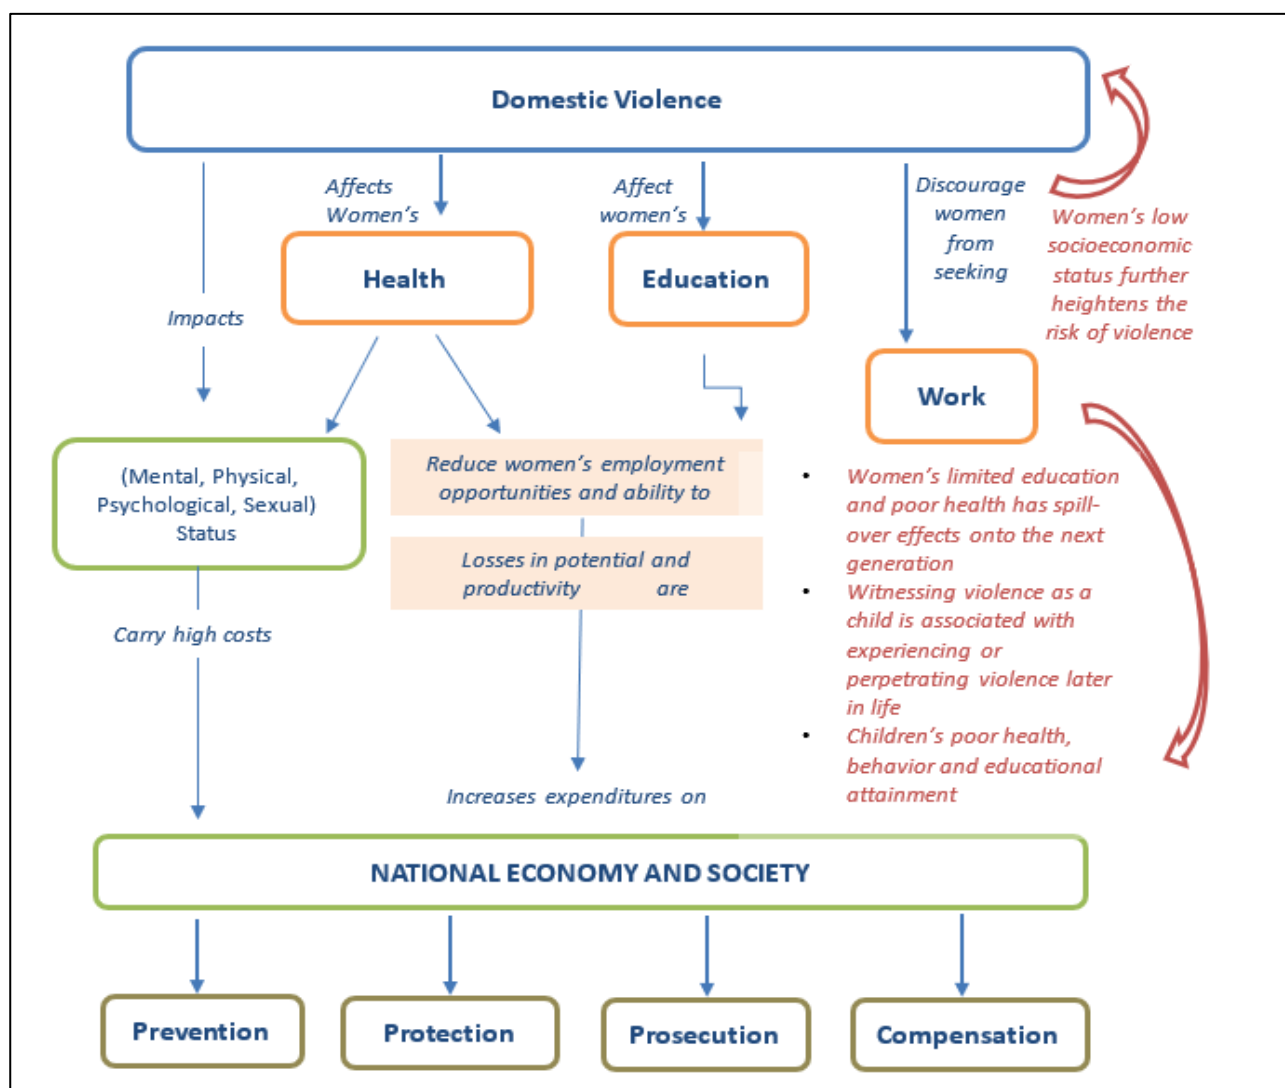 Domestic Violence
Affects
Women's
Affect
women's
Discourage
women
from
seeking
Women's low
socioeconomic
status further
heightens the
risk of violence
Health
Education
Impacts
Work
(Mental, Physical,
Psychological, Sexual)
Status
Reduce women's employment
opportunities and ability to
Losses in potential and
productivity are
Carry high costs
• Women's limited education
and poor health has spill-
over effects onto the next
generation
• Witnessing violence as a
child is associated with
experiencing or
perpetrating violence later
in life
• Children's poor health,
behavior and educational
attainment
Increases expenditures on
NATIONAL ECONOMY AND SOCIETY
Prevention
Protection
Prosecution
Compensation